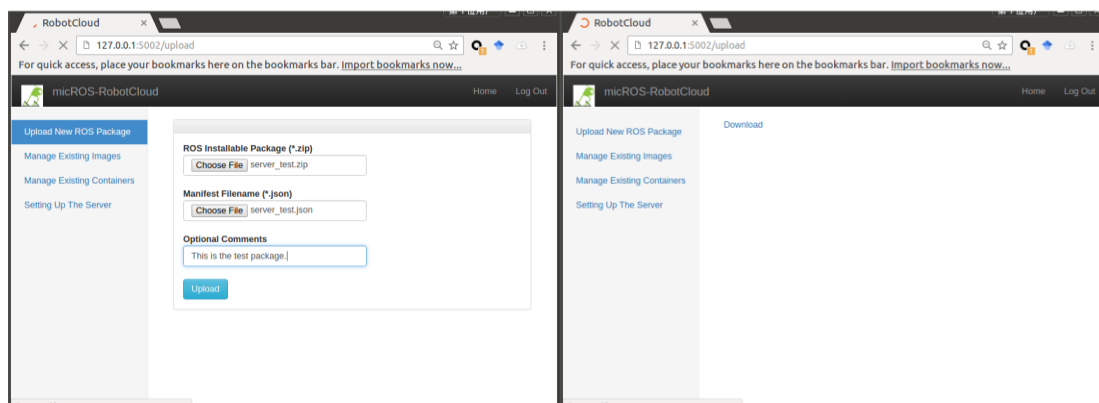 RobotCloud
127.0.0.1:5002/upload
For quick access, place your bookmarks here on the bookmarks bar. Import bookmarks now...
micROS-RobotCloud
Home
Log Out
Upload New ROS Package
Manage Existing Images
Manage Existing Containers
Setting Up The Server
ROS Installable Package (*.zip)
Choose File server_test.zip
Manifest Filename (*.json)
Choose File server_test.json
Optional Comments
This is the test package.
Upload
RobotCloud
127.0.0.1:5002/upload
For quick access, place your bookmarks here on the bookmarks bar. Import bookmarks now...
micROS-RobotCloud
Home
Log Out
Upload New ROS Package
Manage Existing Images
Manage Existing Containers
Setting Up The Server
Download